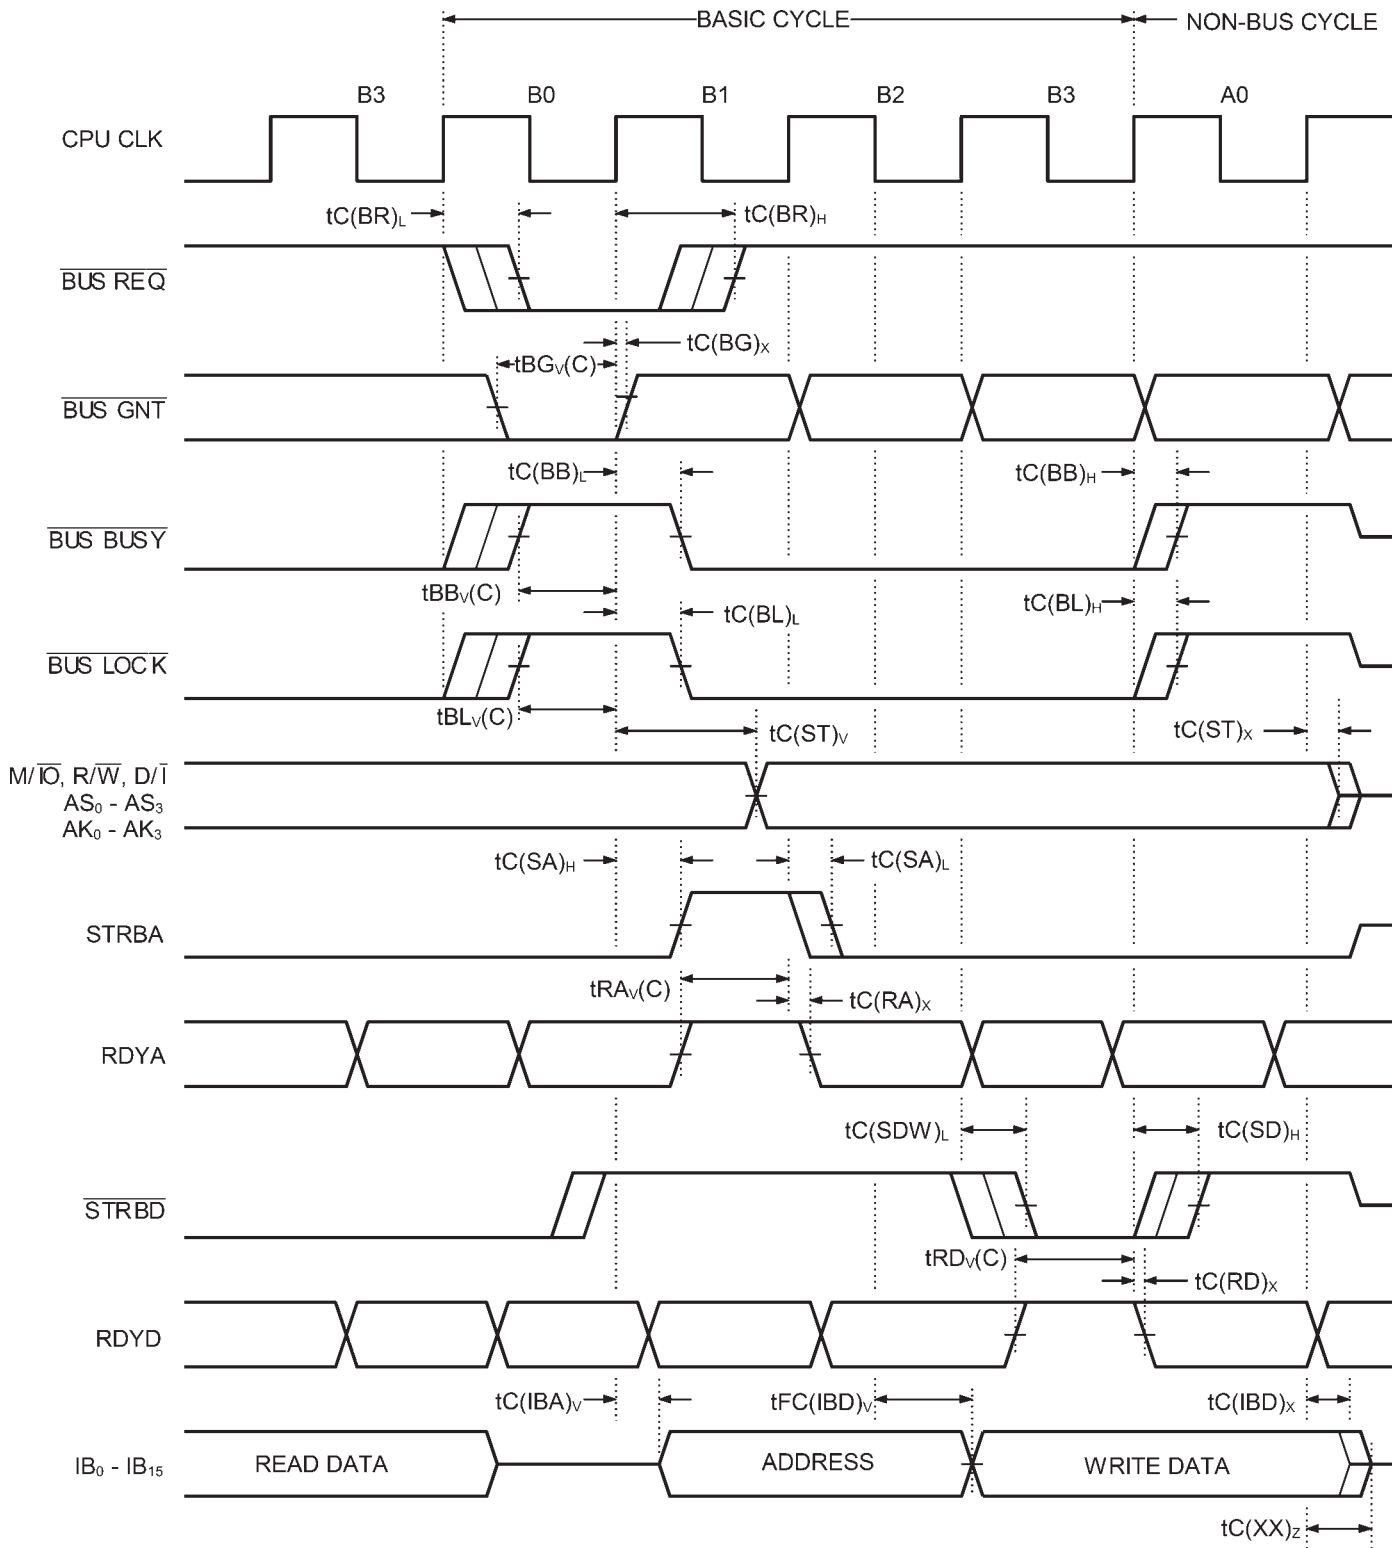 BASIC CYCLE NON-BUS CYCLE
B3 B0 B1 B2 B3 A0
CPU CLK
tC(BR)L tC(BR)H
BUS REQ
tC(BG)X
tBGV(C)
BUS GNT
tC(BB)L tC(BB)H
BUS BUSY
tBBV(C)
tC(BL)L tC(BL)H
BUS LOCK
tBLV(C)
tC(ST)V tC(ST)X
M/IO, R/W, D/I
AS0 - AS3
AK0 - AK3
tC(SA)H tC(SA)L
STRBA
tRAV(C) tC(RA)X
RDYA
tC(SDW)L tC(SD)H
STRBD
tRDV(C)
tC(RD)X
RDYD
tC(IBA)V tFC(IBD)V tC(IBD)X
IB0 - IB15 READ DATA ADDRESS WRITE DATA
tC(XX)Z